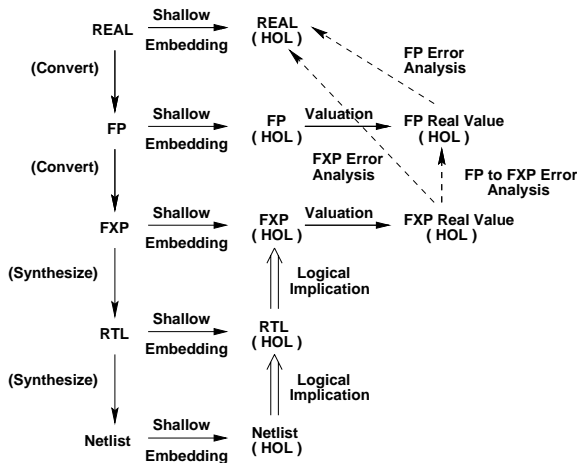 Shallow
REAL
Embedding
REAL
( HOL )
FP Error
Analysis
(Convert)
Shallow
FP
Embedding
FP
( HOL )
Valuation
FP Real Value
( HOL )
(Convert)
FXP Error
Analysis
FP to FXP Error
Analysis
Shallow
FXP
Embedding
FXP
( HOL )
Valuation
FXP Real Value
( HOL )
(Synthesize)
Logical
Implication
Shallow
RTL
Embedding
RTL
( HOL )
(Synthesize)
Logical
Implication
Shallow
Netlist
Embedding
Netlist
( HOL )